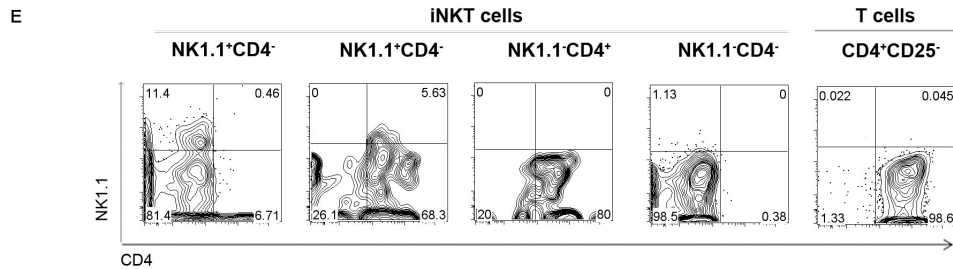 E
iNKT cells T cells
NK1.1⁺CD4⁻ NK1.1⁺CD4⁻ NK1.1⁻CD4⁺ NK1.1⁻CD4⁻ CD4⁺CD25⁻
11.4 0.46 0 5.63 0 0 1.13 0 0.022 0.045
NK1.1
81.4 6.71 26.1 68.3 20 80 98.5 0.38 1.33 98.6
CD4